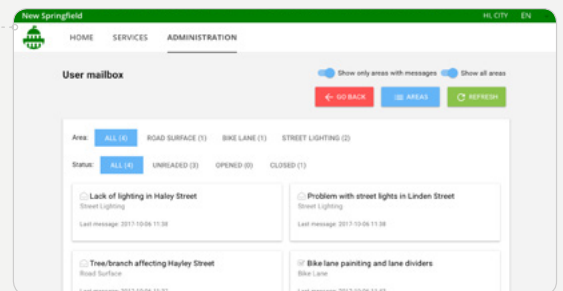 New Springfield HI, CITY EN
HOME SERVICES ADMINISTRATION
User mailbox
Show only areas with messages Show all areas
GO BACK AREAS REFRESH
Area: ALL (4) ROAD SURFACE (1) BIKE LANE (1) STREET LIGHTING (2)
Status: ALL (4) UNREADED (3) OPENED (0) CLOSED (1)
Lack of lighting in Haley Street
Street Lighting
Last message: 2017-10-06 11:38
Problem with street lights in Linden Street
Street Lighting
Last message: 2017-10-06 11:38
Tree/branch affecting Hayley Street
Road Surface
Bike lane painiting and lane dividers
Bike Lane